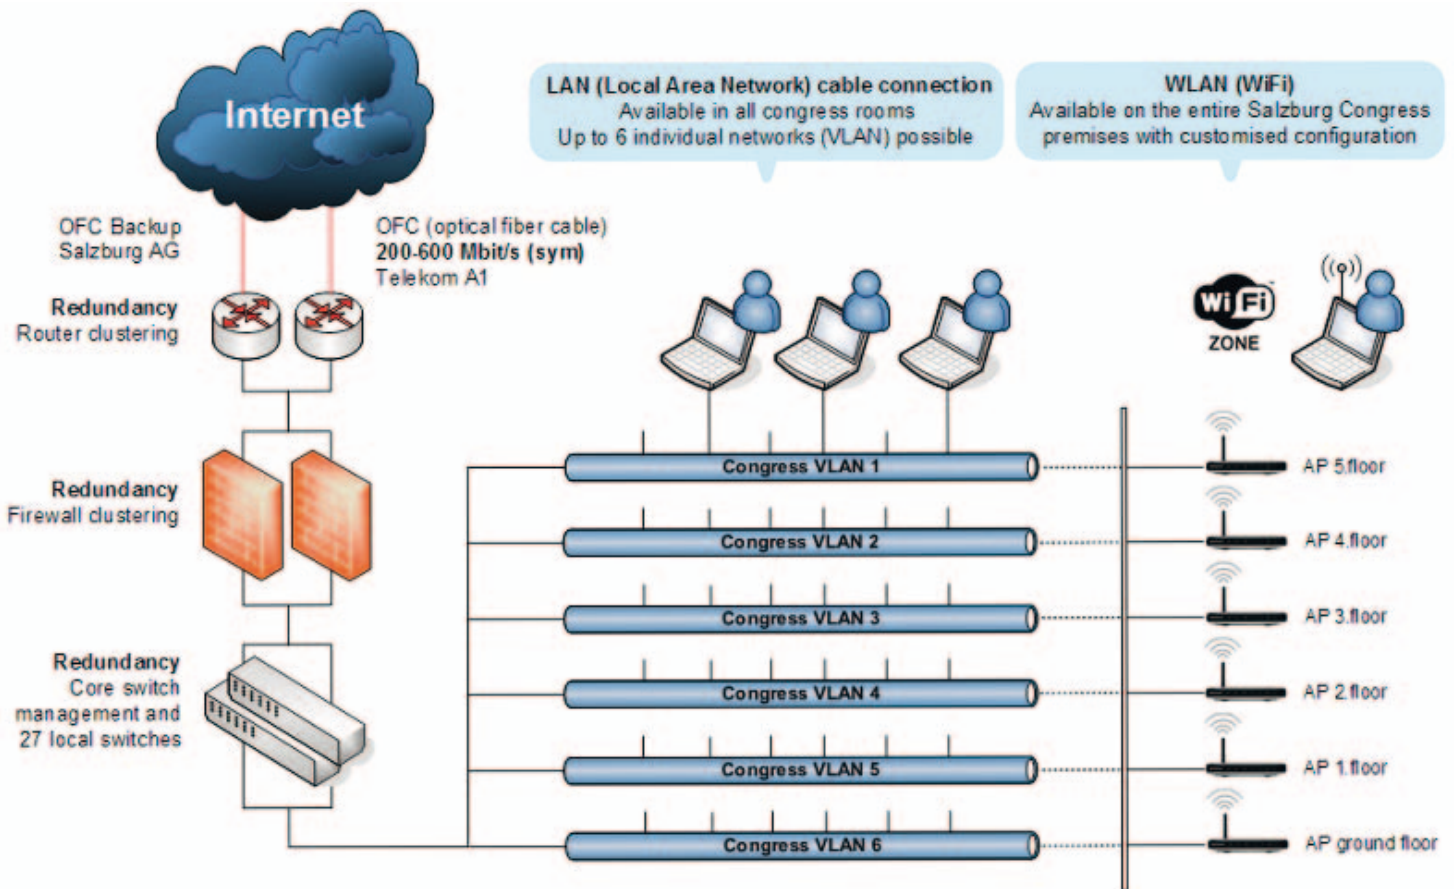 Internet
LAN (Local Area Network) cable connection
Available in all congress rooms
Up to 6 individual networks (VLAN) possible
WLAN (WiFi)
Available on the entire Salzburg Congress
premises with customised configuration
OFC Backup
Salzburg AG
OFC (optical fiber cable)
200-600 Mbit/s (sym)
Telekom A1
Redundancy
Router clustering
Wi Fi
ZONE
Redundancy
Firewall clustering
Redundancy
Core switch
management and
27 local switches
Congress VLAN 1
AP 5.floor
Congress VLAN 2
AP 4.floor
Congress VLAN 3
AP 3.floor
Congress VLAN 4
AP 2.floor
Congress VLAN 5
AP 1.floor
Congress VLAN 6
AP ground floor